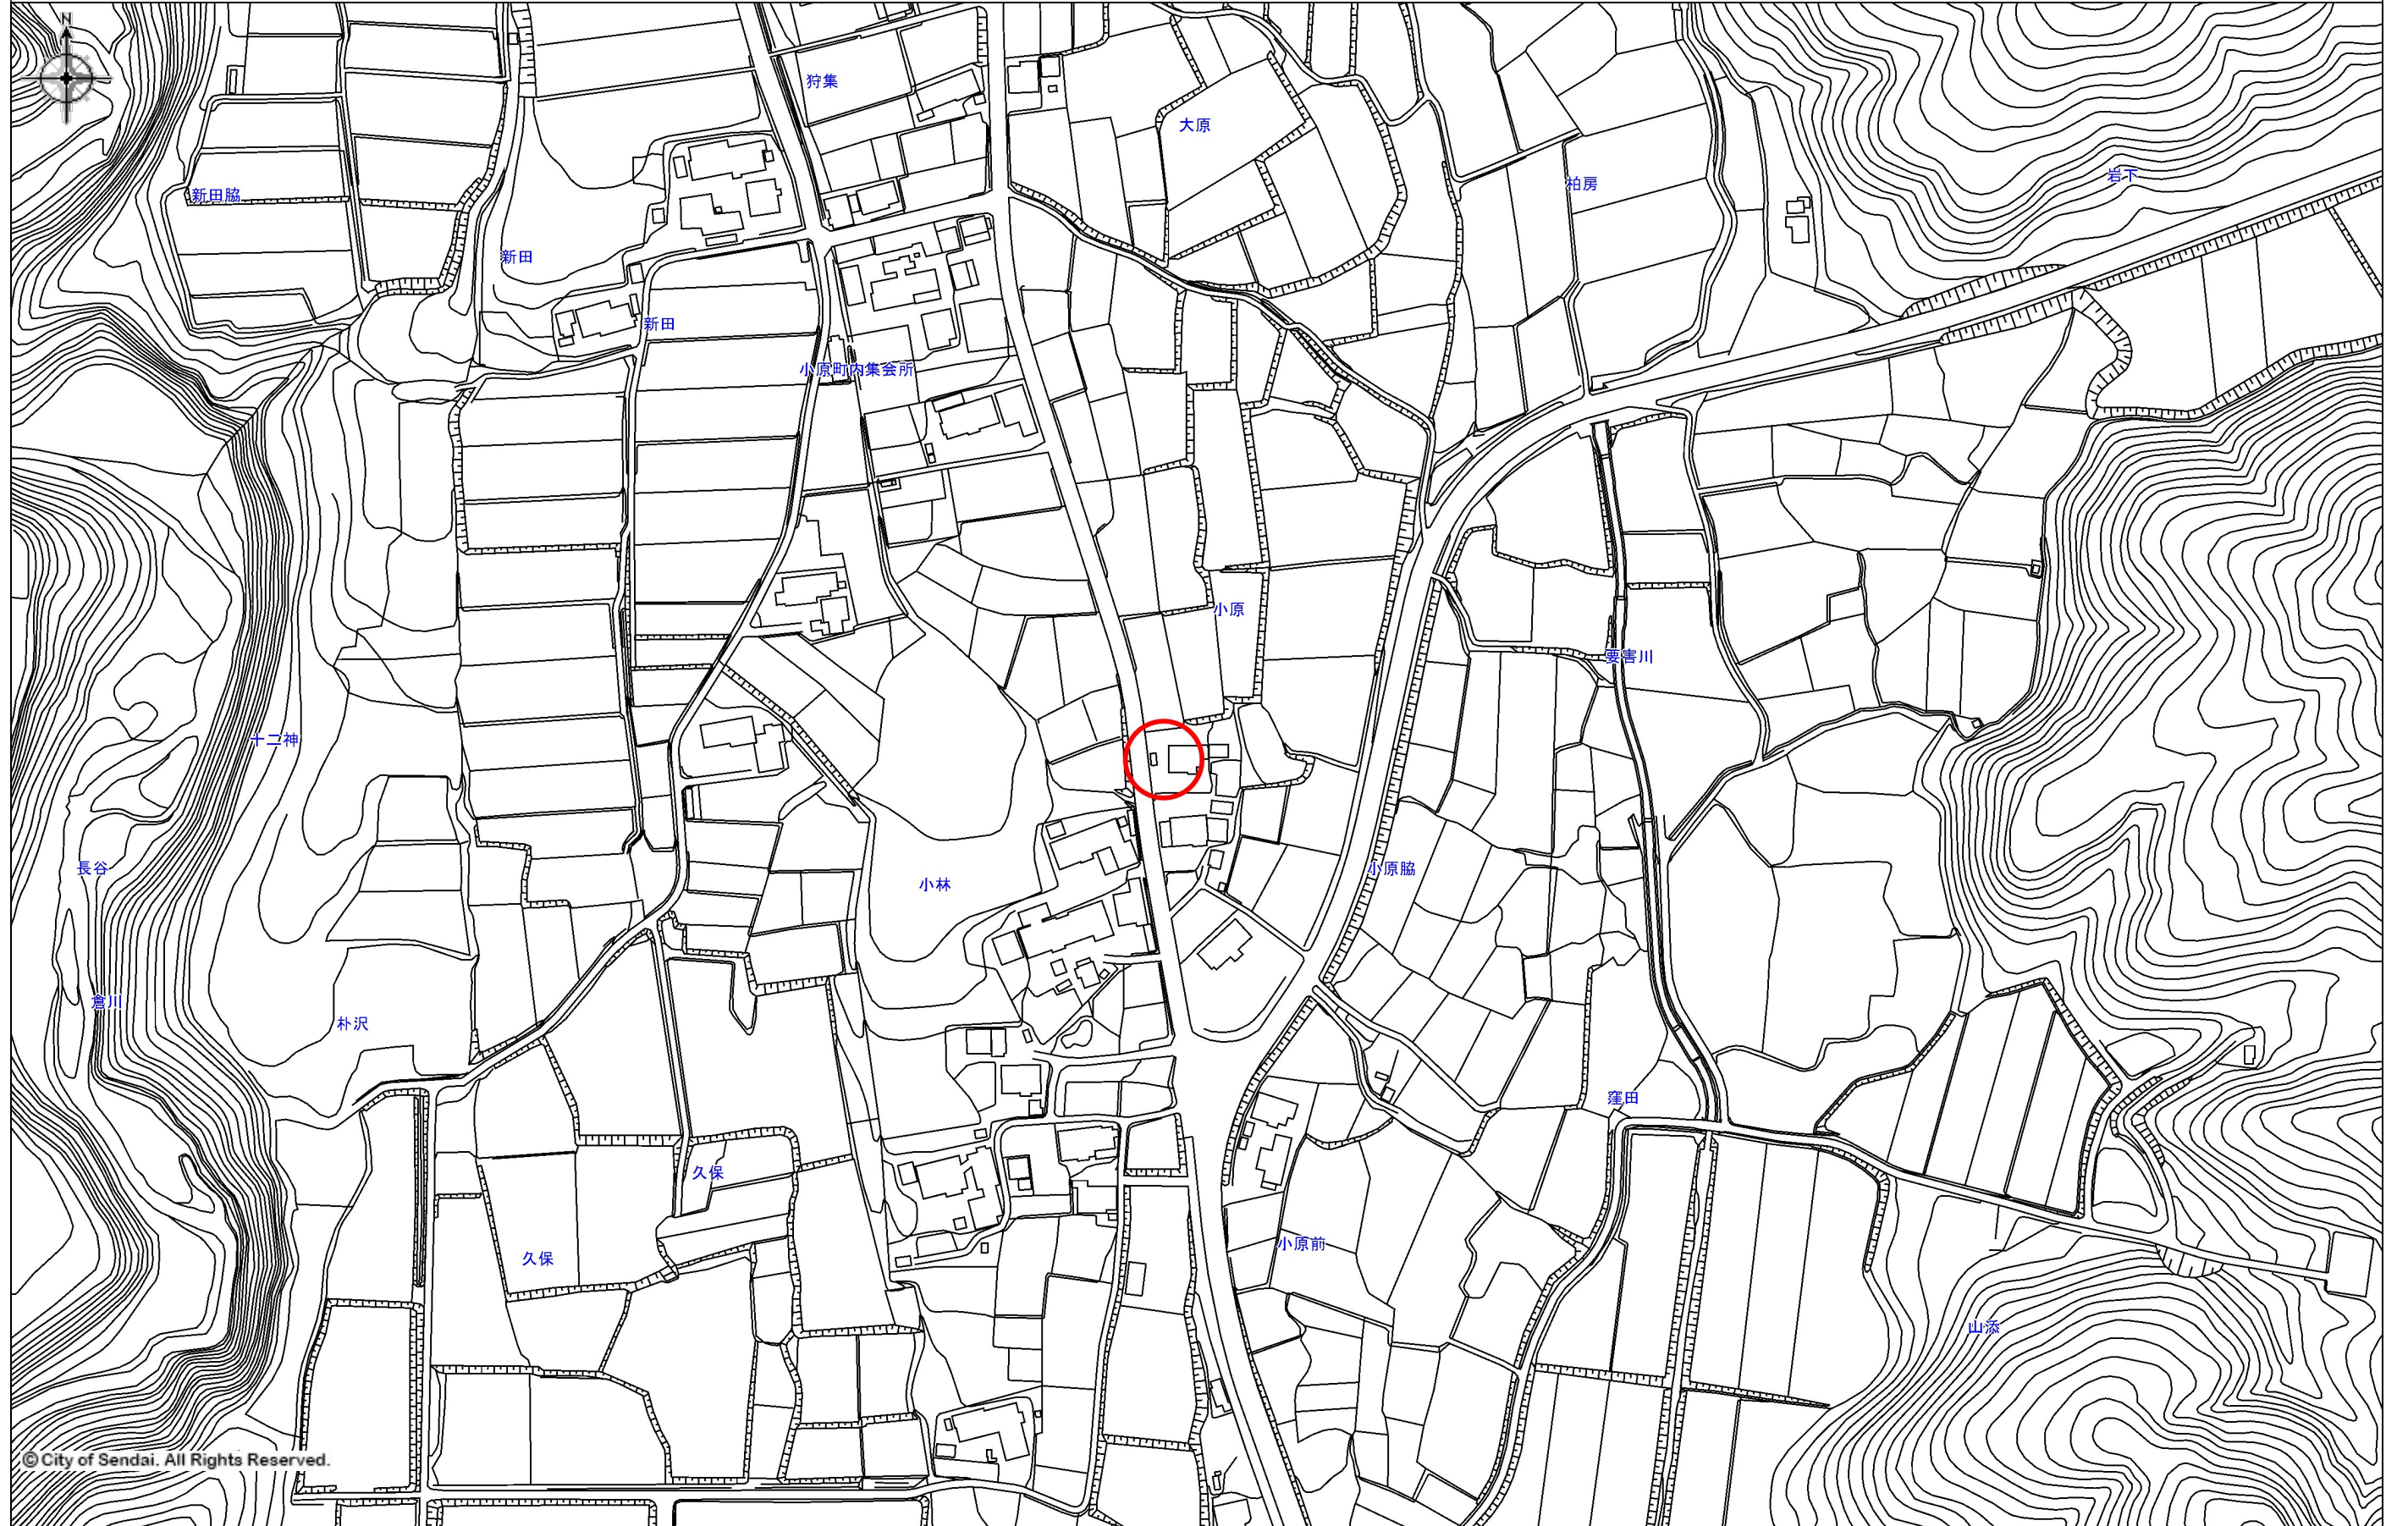 N
狩集
大原
岩下
柏房
新田脇
新田
新田
小原町内集会所
小原
要害川
十二神
長谷
小原脇
小林
倉川
朴沢
窪田
久保
小原前
久保
山添
©City of Sendai. All Rights Reserved.